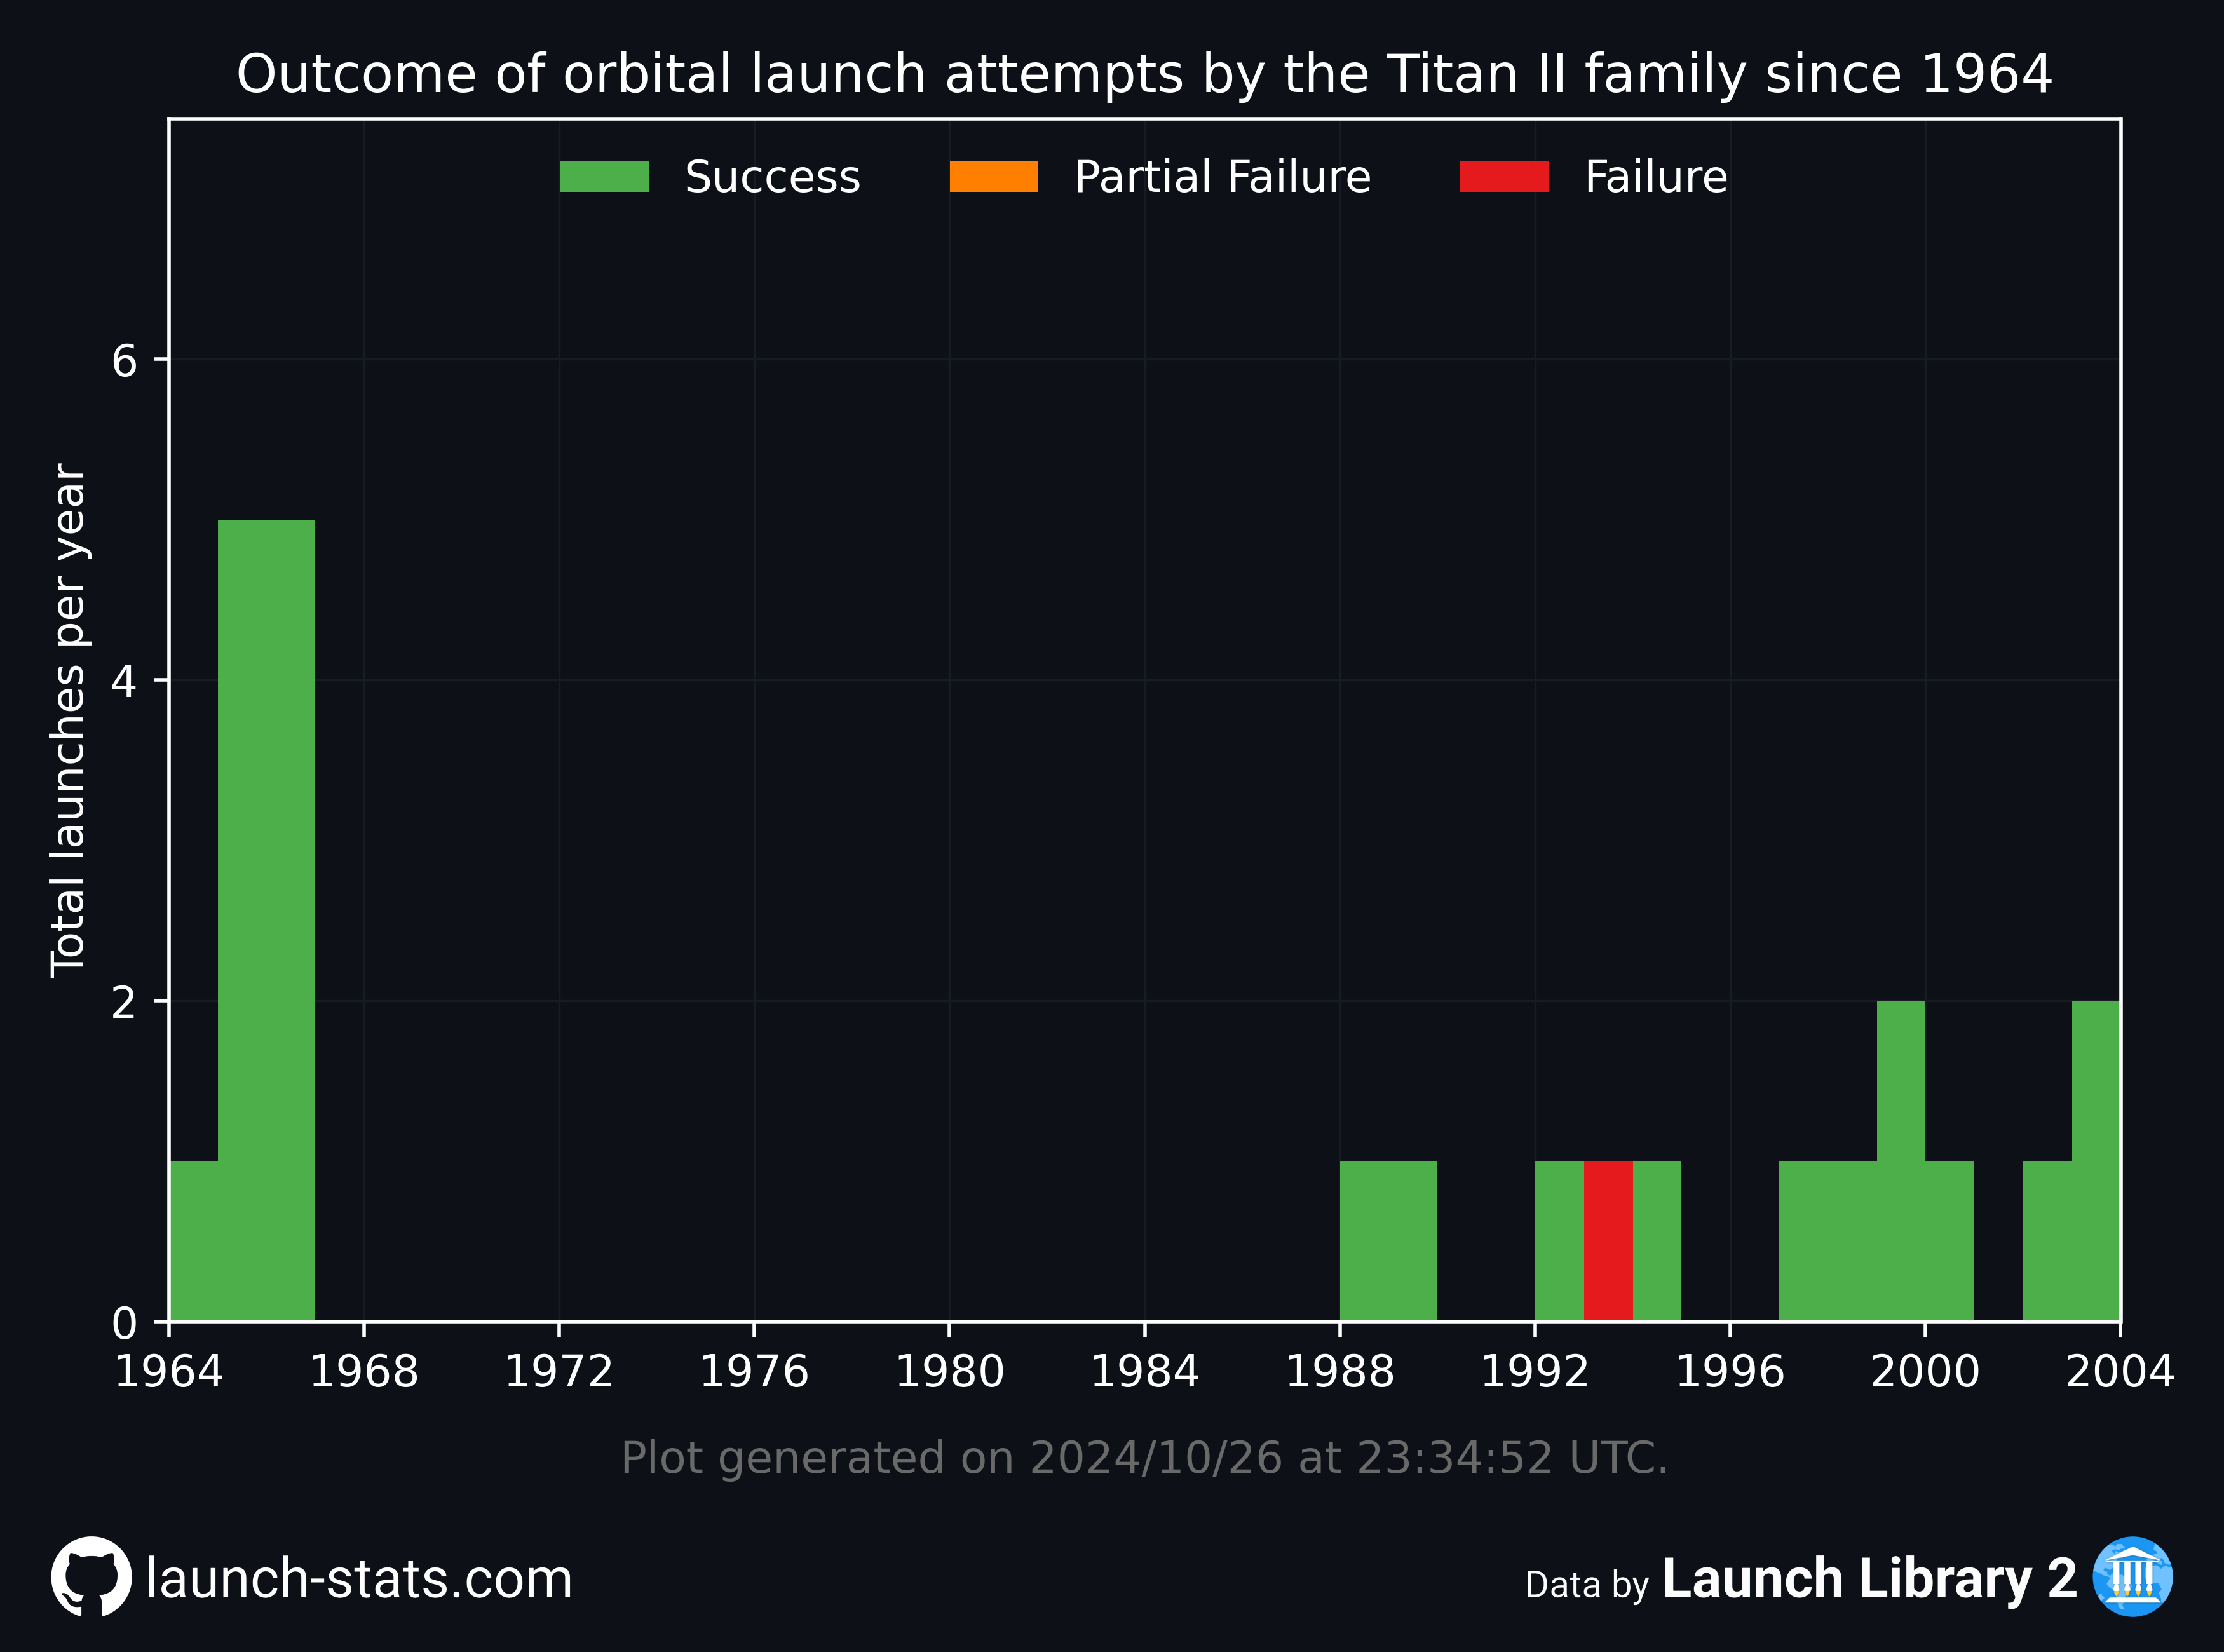 Outcome of orbital launch attempts by the Titan II family since 1964
Success
Partial Failure
Failure
Total launches per year
6
4
2
0
1964
1968
1972
1976
1980
1984
1988
1992
1996
2000
2004
Plot generated on 2024/10/26 at 23:34:52 UTC.
launch-stats.com
Data by Launch Library 2